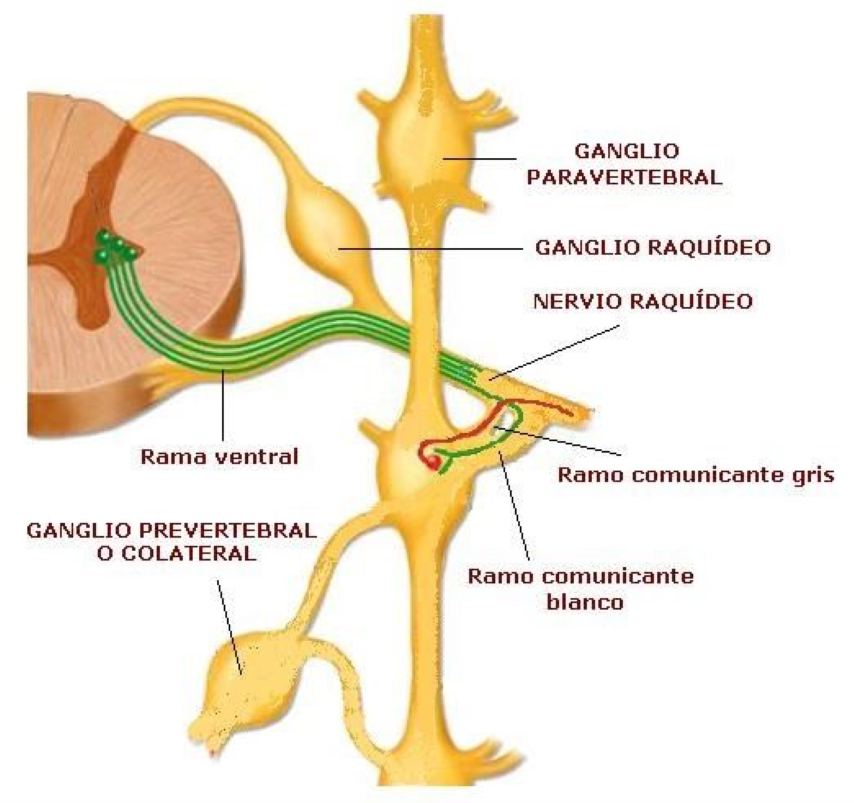 GANGLIO
PARAVERTEBRAL
GANGLIO RAQUÍDEO
NERVIO RAQUÍDEO
Rama ventral
Ramo comunicante gris
GANGLIO PREVERTEBRAL
O COLATERAL
Ramo comunicante
blanco